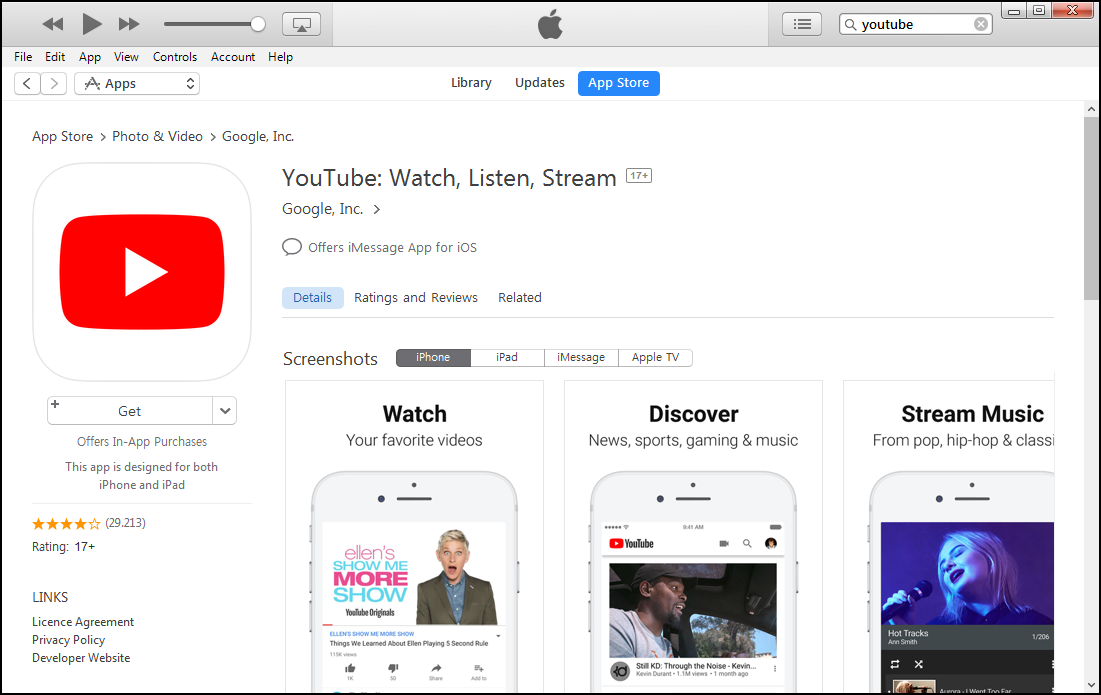 youtube
File Edit App View Controls Account Help
Apps
Library Updates App Store
App Store > Photo & Video > Google, Inc.
YouTube: Watch, Listen, Stream 17+
Google, Inc. >
Offers iMessage App for iOS
Details Ratings and Reviews Related
Screenshots iPhone iPad iMessage Apple TV
Get
Offers In-App Purchases
This app is designed for both
iPhone and iPad
(29.213)
Rating: 17+
LINKS
Licence Agreement
Privacy Policy
Developer Website
Watch
Your favorite videos
ellen's
SHOW ME
MORE
SHOW
YouTube Originals
ELLEN'S SHOW ME MORE SHOW
Things We Learned About Ellen Playing 5 Second Rule
115K views
1K 50 Share Add to
Discover
News, sports, gaming & music
9:41 AM
YouTube
Still KD: Through the Noise - Kevin...
Kevin Durant • 1.1M views • 1 month ago
Stream Music
From pop, hip-hop & classi
Hot Tracks
Ann Smith
1/206
Aurora - I Went Too Far